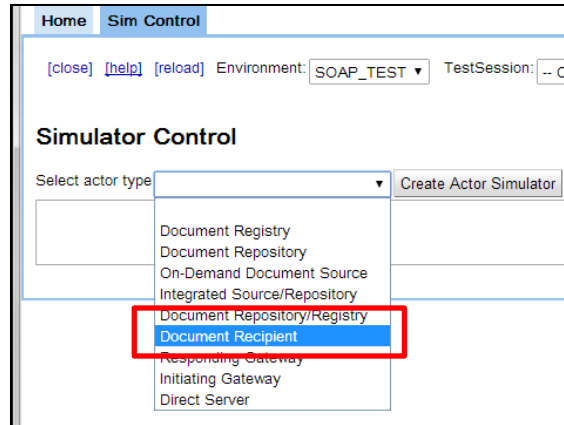 Home Sim Control
[close] [help] [reload] Environment: SOAP_TEST TestSession: --
Simulator Control
Select actor type Create Actor Simulator
Document Registry
Document Repository
On-Demand Document Source
Integrated Source/Repository
Document Repository/Registry
Document Recipient
Responding Gateway
Initiating Gateway
Direct Server